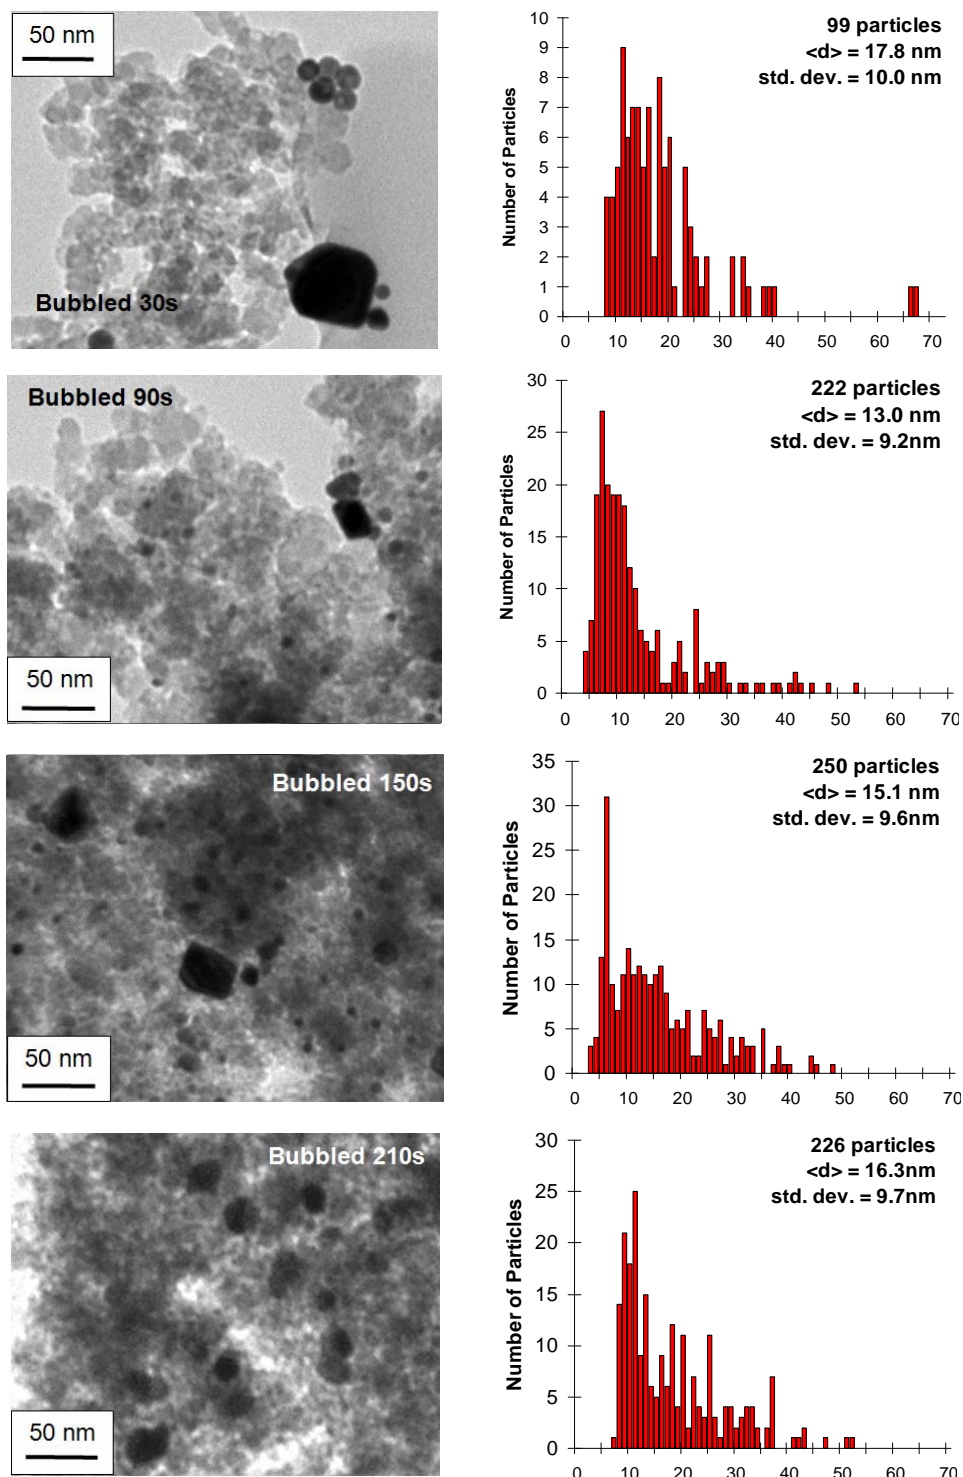 50 nm
Bubbled 30s
99 particles
<d> = 17.8 nm
std. dev. = 10.0 nm
Number of Particles
10
9
8
7
6
5
4
3
2
1
0
0 10 20 30 40 50 60 70
Bubbled 90s
50 nm
222 particles
<d> = 13.0 nm
std. dev. = 9.2nm
Number of Particles
30
25
20
15
10
5
0
0 10 20 30 40 50 60 70
Bubbled 150s
50 nm
250 particles
<d> = 15.1 nm
std. dev. = 9.6nm
Number of Particles
35
30
25
20
15
10
5
0
0 10 20 30 40 50 60 70
Bubbled 210s
50 nm
226 particles
<d> = 16.3nm
std. dev. = 9.7nm
Number of Particles
30
25
20
15
10
5
0
0 10 20 30 40 50 60 70